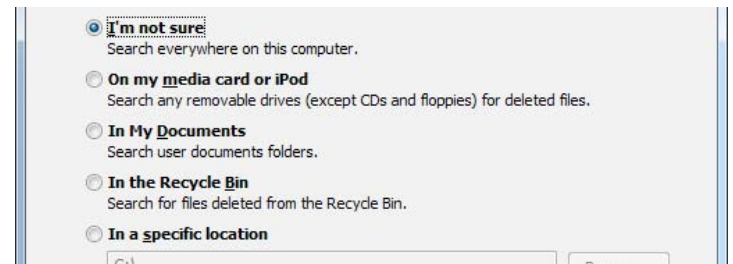 I'm not sure
Search everywhere on this computer.
On my media card or iPod
Search any removable drives (except CDs and floppies) for deleted files.
In My Documents
Search user documents folders.
In the Recycle Bin
Search for files deleted from the Recycle Bin.
In a specific location